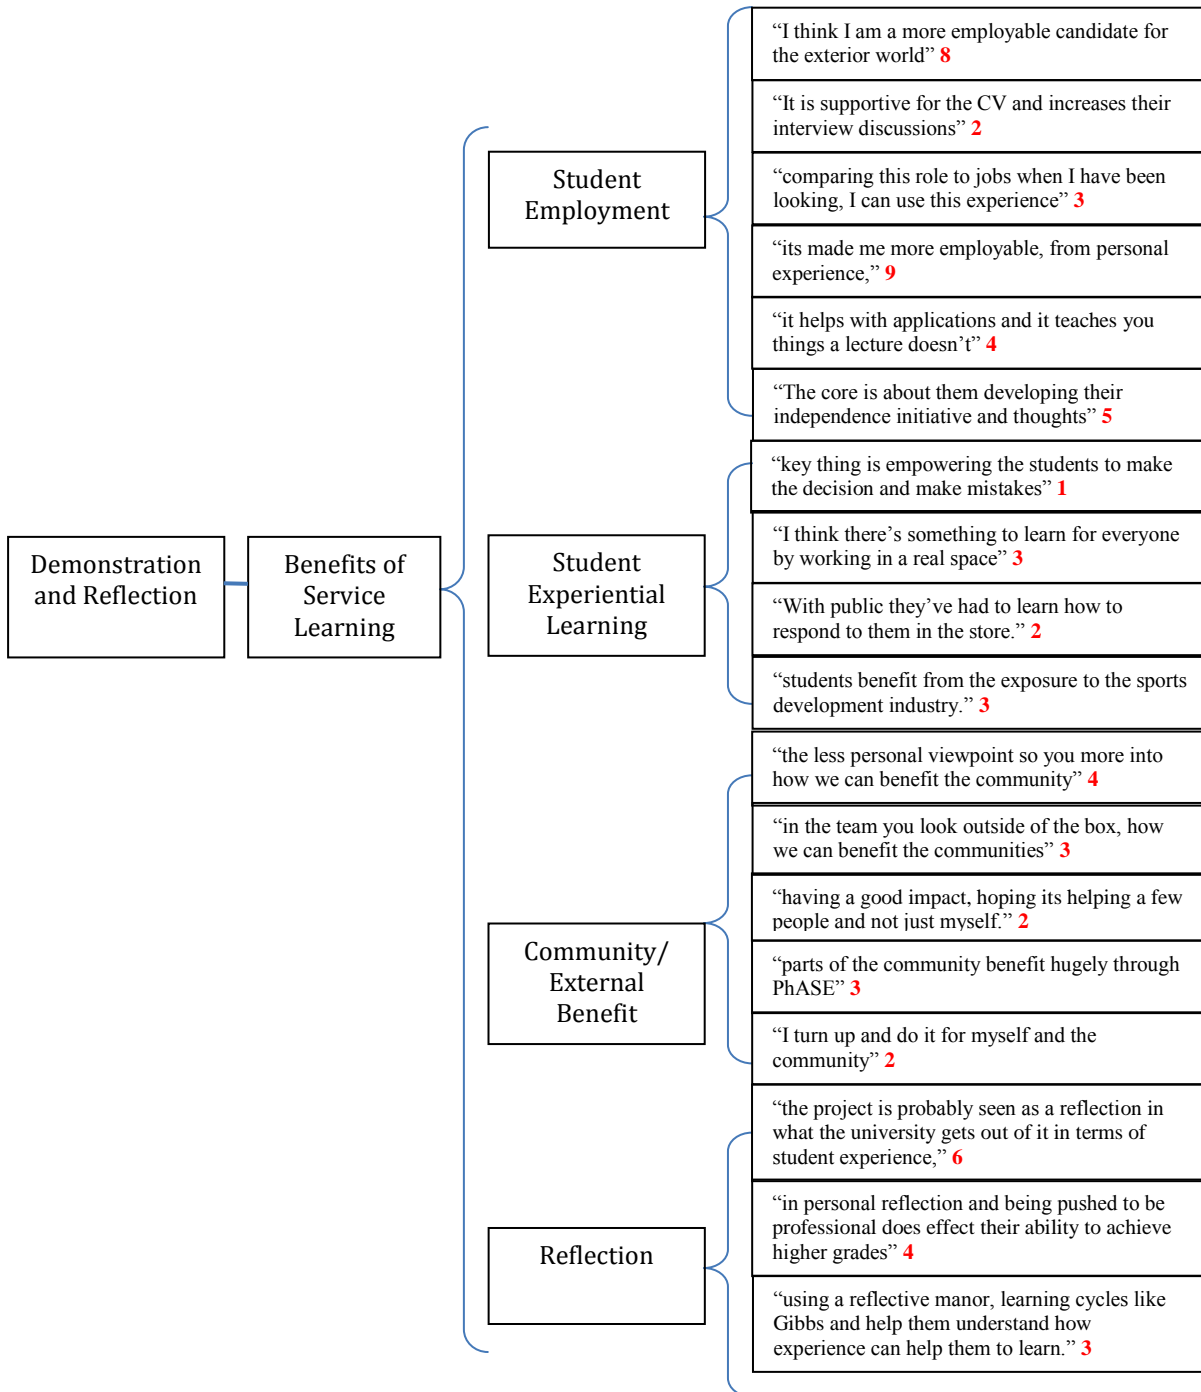 “I think I am a more employable candidate for
the exterior world” 8
“It is supportive for the CV and increases their
interview discussions” 2
“comparing this role to jobs when I have been
looking, I can use this experience” 3
“its made me more employable, from personal
experience,” 9
“it helps with applications and it teaches you
things a lecture doesn’t” 4
“The core is about them developing their
independence initiative and thoughts” 5
Student
Employment
“key thing is empowering the students to make
the decision and make mistakes” 1
“I think there’s something to learn for everyone
by working in a real space” 3
“With public they’ve had to learn how to
respond to them in the store.” 2
“students benefit from the exposure to the sports
development industry.” 3
Demonstration
and Reflection
Benefits of
Service
Learning
Student
Experiential
Learning
“the less personal viewpoint so you more into
how we can benefit the community” 4
“in the team you look outside of the box, how
we can benefit the communities” 3
“having a good impact, hoping its helping a few
people and not just myself.” 2
“parts of the community benefit hugely through
PhASE” 3
“I turn up and do it for myself and the
community” 2
Community/
External
Benefit
“the project is probably seen as a reflection in
what the university gets out of it in terms of
student experience,” 6
“in personal reflection and being pushed to be
professional does effect their ability to achieve
higher grades” 4
“using a reflective manor, learning cycles like
Gibbs and help them understand how
experience can help them to learn.” 3
Reflection